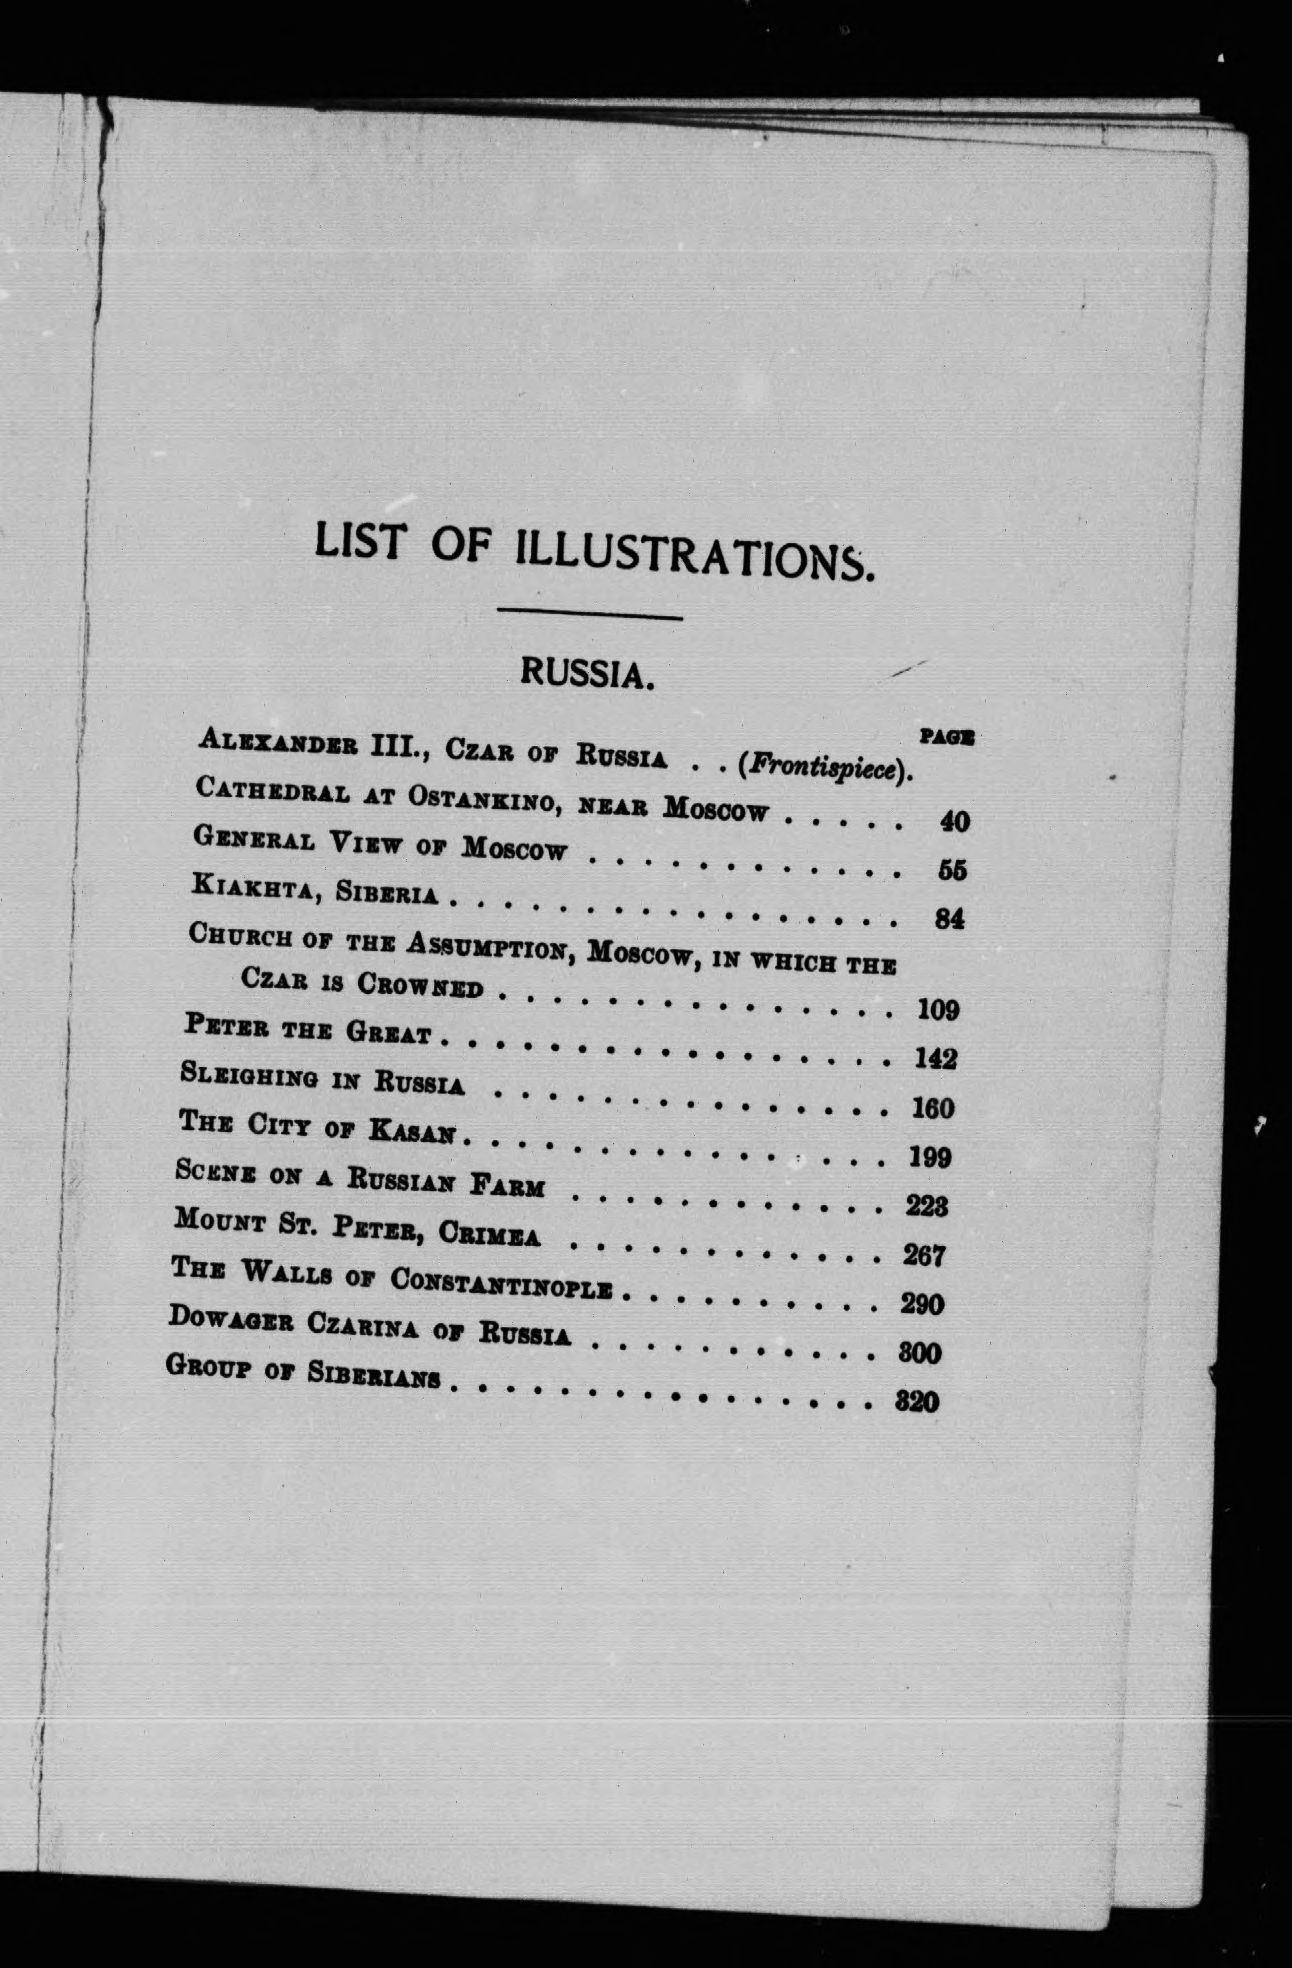 LIST OF ILLUSTRATIONS.
RUSSIA.
PAGE
ALEXANDER III., CZAR OF RUSSIA . . (Frontispiece).
CATHEDRAL AT OSTANKINO, NEAR MOSCOW . . . . . 40
GENERAL VIEW OF MOSCOW . . . . . . . . . . . . 55
KIAKHTA, SIBERIA . . . . . . . . . . . . . . . . . 84
CHURCH OF THE ASSUMPTION, MOSCOW, IN WHICH THE
CZAR IS CROWNED . . . . . . . . . . . . . . . 109
PETER THE GREAT . . . . . . . . . . . . . . . . . 142
SLEIGHING IN RUSSIA . . . . . . . . . . . . . . . 160
THE CITY OF KASAN . . . . . . . . . . . . . . . . 199
SCENE ON A RUSSIAN FARM . . . . . . . . . . . . 223
MOUNT ST. PETER, CRIMEA . . . . . . . . . . . . 267
THE WALLS OF CONSTANTINOPLE . . . . . . . . . . 290
DOWAGER CZARINA OF RUSSIA . . . . . . . . . . . 300
GROUP OF SIBERIANS . . . . . . . . . . . . . . . . 320